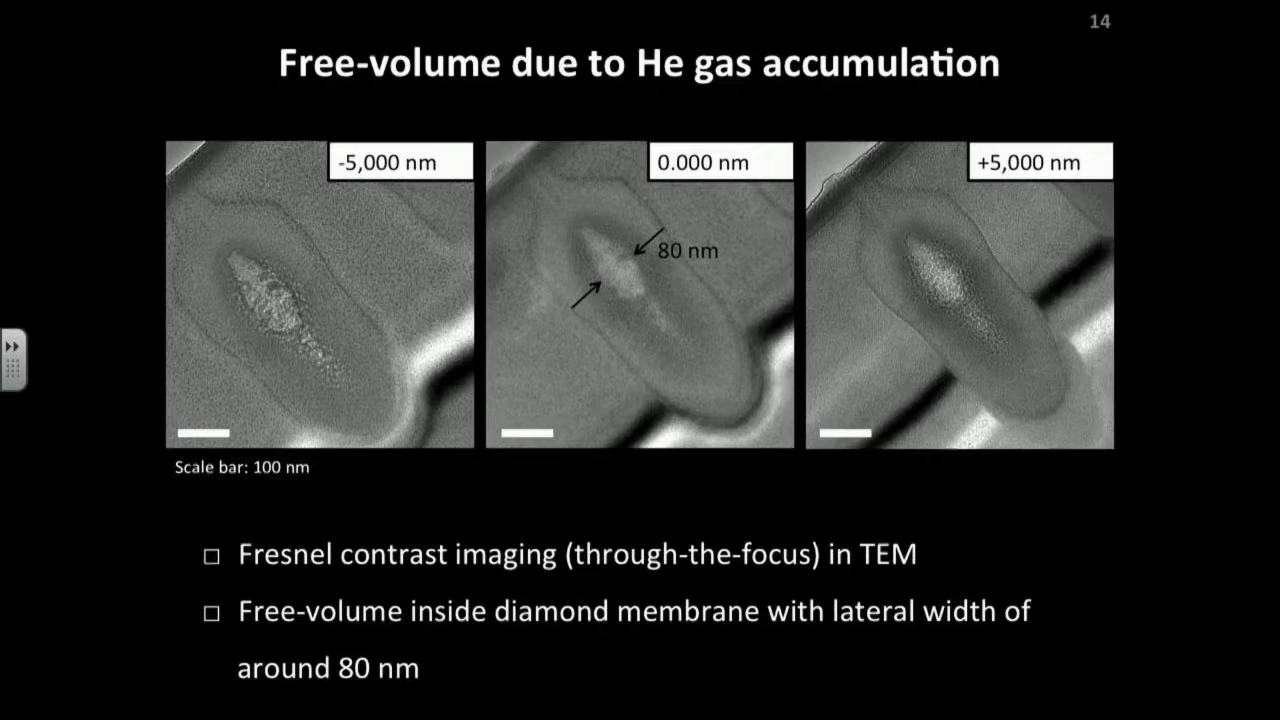 14
Free-volume due to He gas accumulation
-5,000 nm
0.000 nm
+5,000 nm
80 nm
Scale bar: 100 nm
□ Fresnel contrast imaging (through-the-focus) in TEM
□ Free-volume inside diamond membrane with lateral width of
around 80 nm